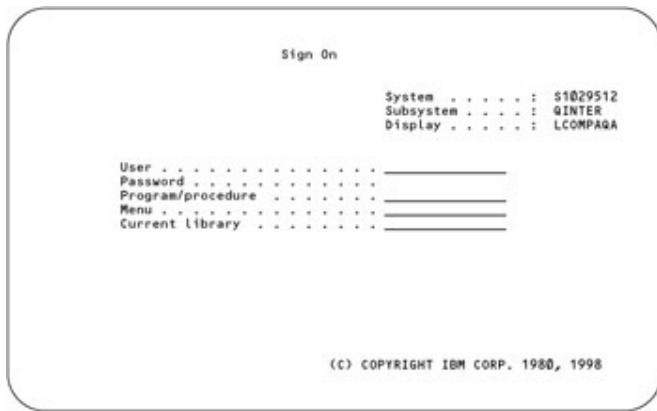 Sign On
System . . . . . : S1029512
Subsystem . . . . : QINTER
Display . . . . . : LCOMPAQA
User . . . . . . . . . . . . . .
Password . . . . . . . . . . . .
Program/procedure . . . . . . .
Menu . . . . . . . . . . . . . .
Current library . . . . . . . .
(C) COPYRIGHT IBM CORP. 1980, 1998